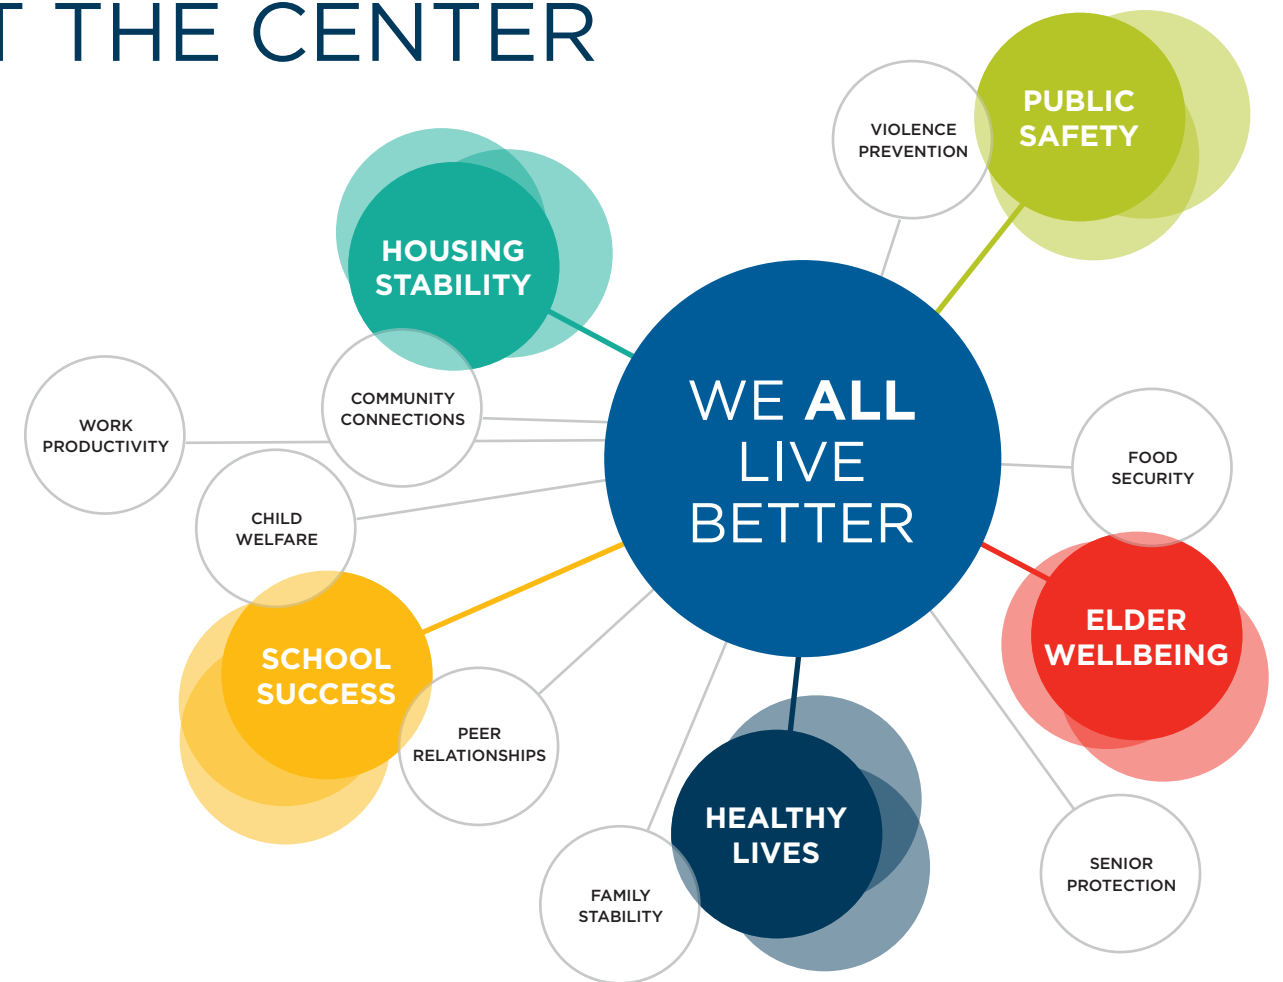 T THE CENTER
PUBLIC
SAFETY
VIOLENCE
PREVENTION
HOUSING
STABILITY
COMMUNITY
CONNECTIONS
WORK
PRODUCTIVITY
WE ALL
LIVE
BETTER
FOOD
SECURITY
CHILD
WELFARE
ELDER
WELLBEING
SCHOOL
SUCCESS
PEER
RELATIONSHIPS
HEALTHY
LIVES
SENIOR
PROTECTION
FAMILY
STABILITY